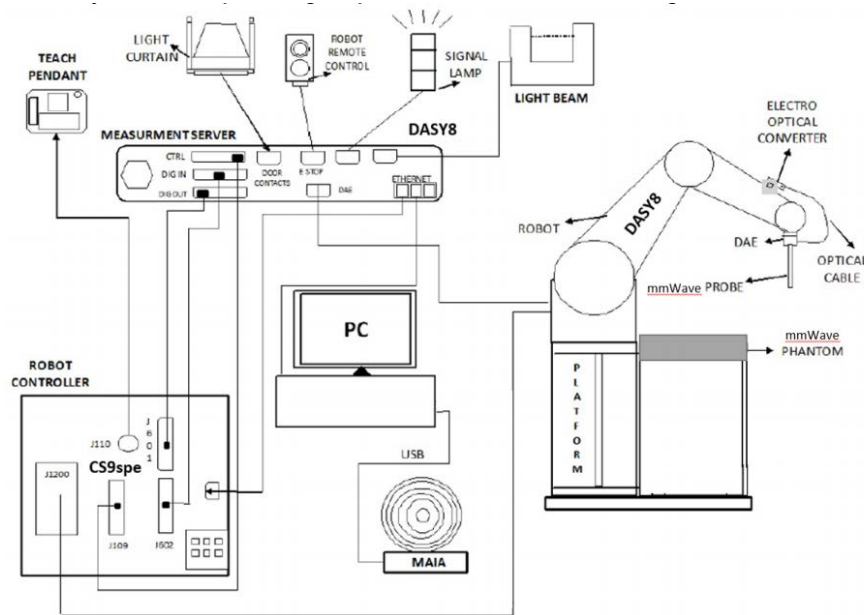 LIGHT
CURTAIN
ROBOT
REMOTE
CONTROL
SIGNAL
LAMP
LIGHT BEAM
TEACH
PENDANT
ELECTRO
OPTICAL
CONVERTER
MEASURMENT SERVER
DASY8
CTRL
DIG IN
DIG OUT
DOOR
CONTACTS
E STOP
DAE
ETHERNET
ROBOT
DASY8
DAE
OPTICAL
CABLE
mmWave PROBE
PC
mmWave
PHANTOM
PLATFORM
ROBOT
CONTROLLER
J110
J601
CS9spe
J1200
J109
J602
USB
MAIA